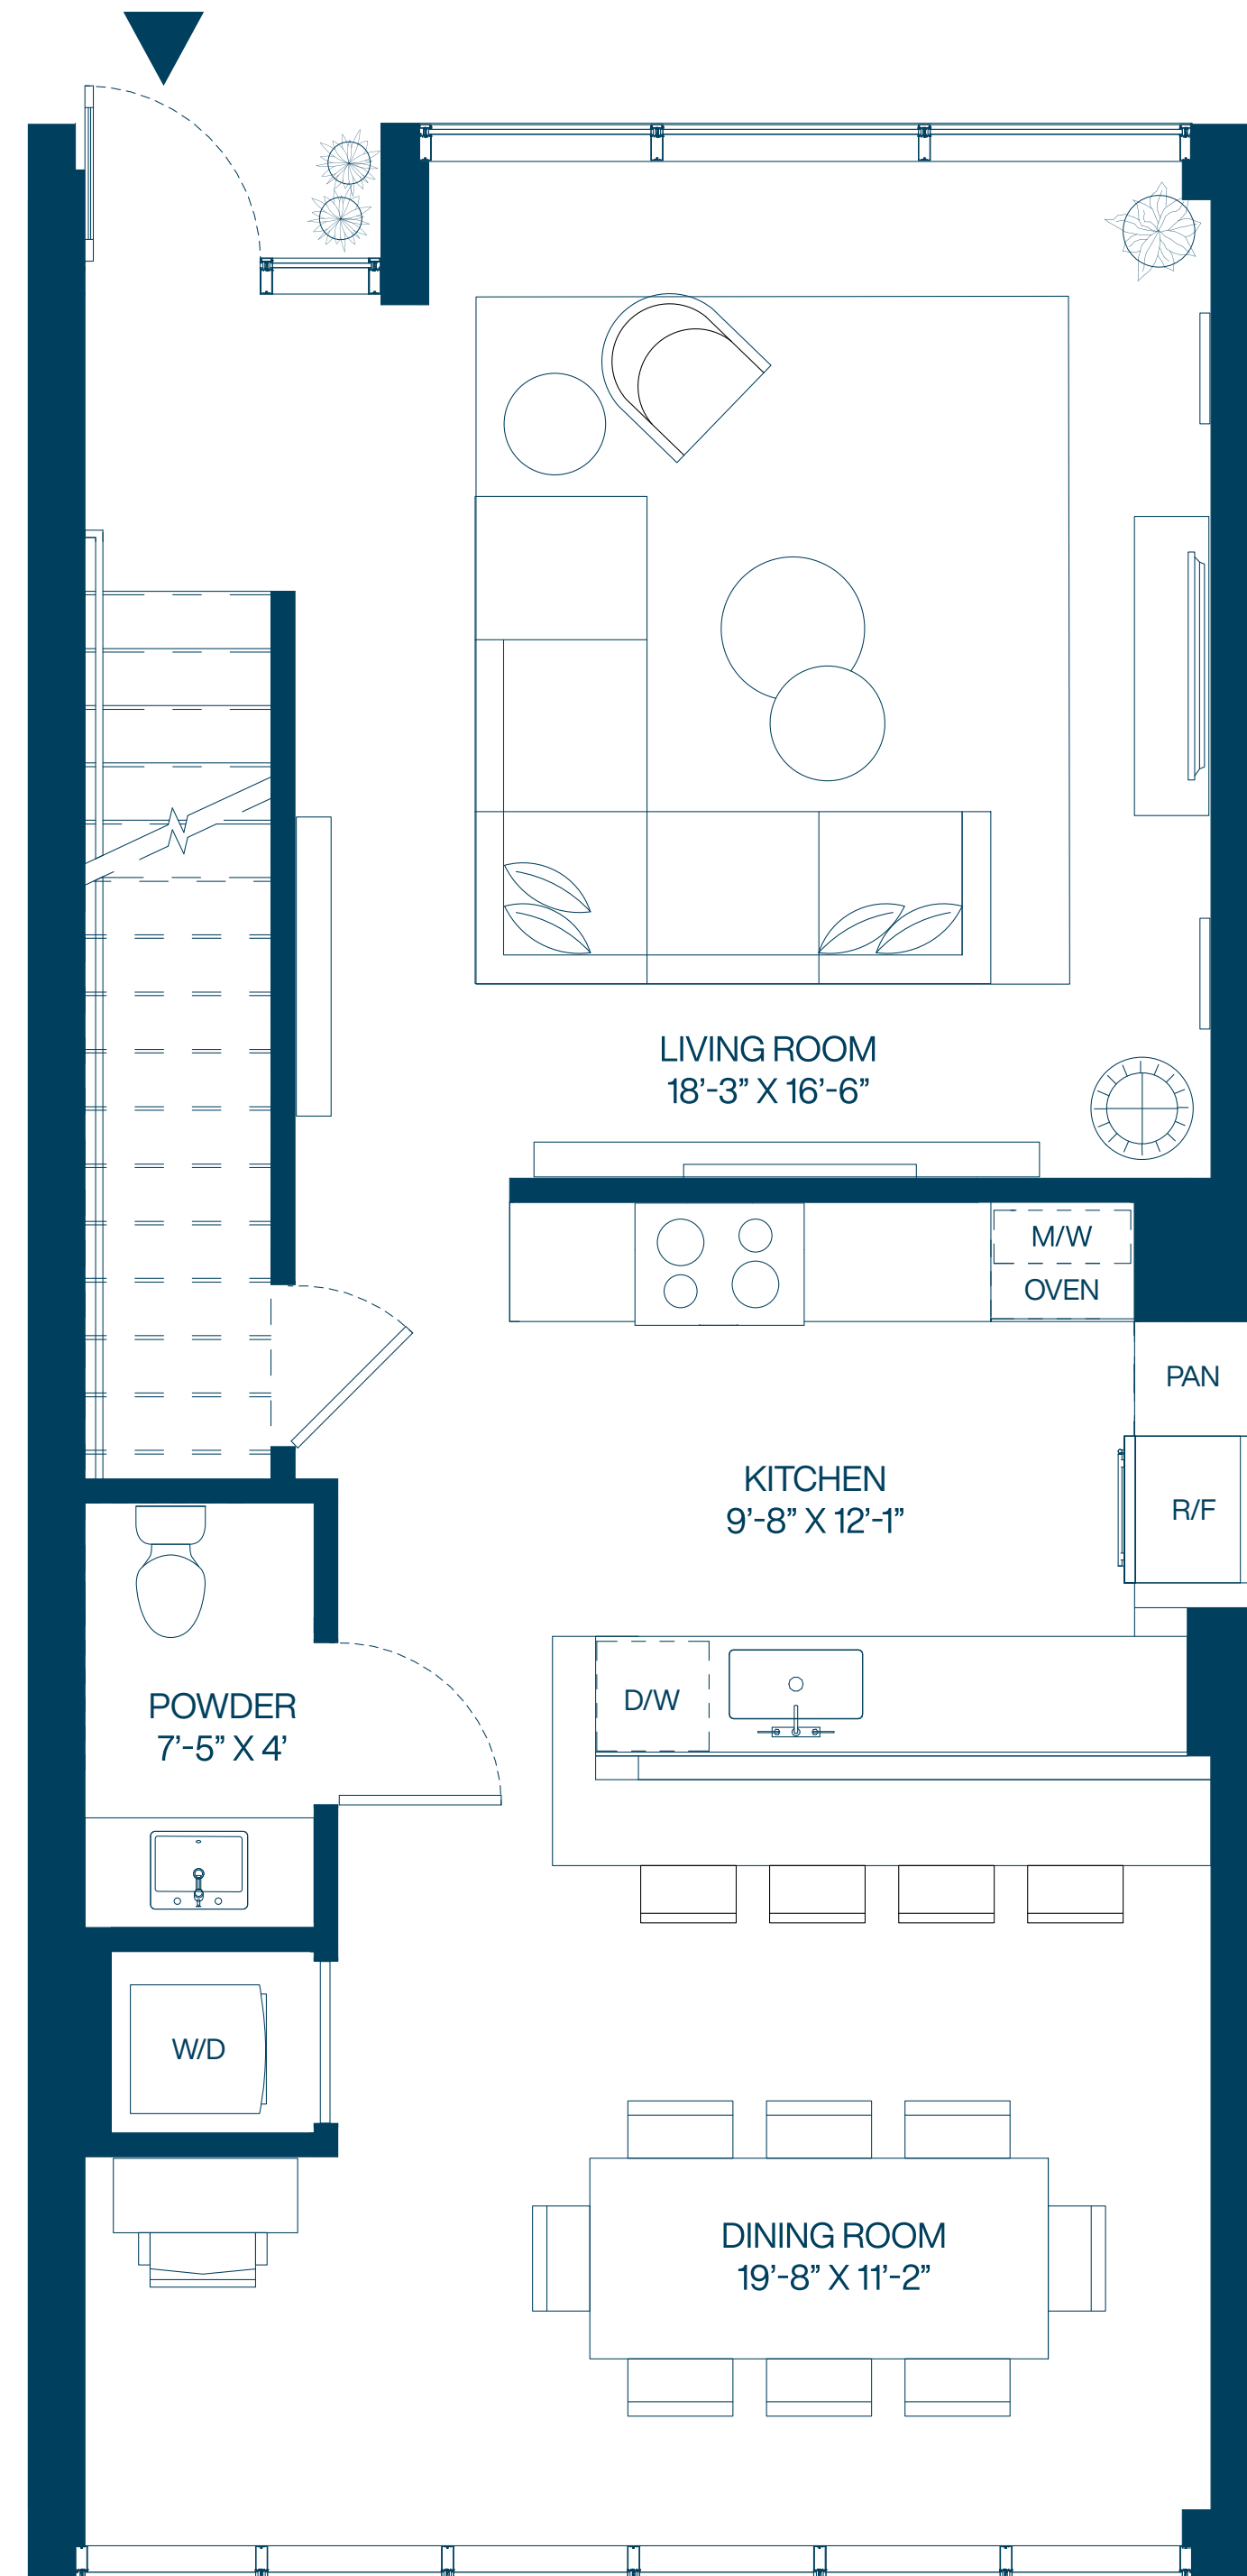 LIVING ROOM
18’-3” X 16’-6”
M/W
OVEN
PAN
KITCHEN
9’-8” X 12’-1”
R/F
D/W
POWDER
7’-5” X 4’
W/D
DINING ROOM
19’-8” X 11’-2”